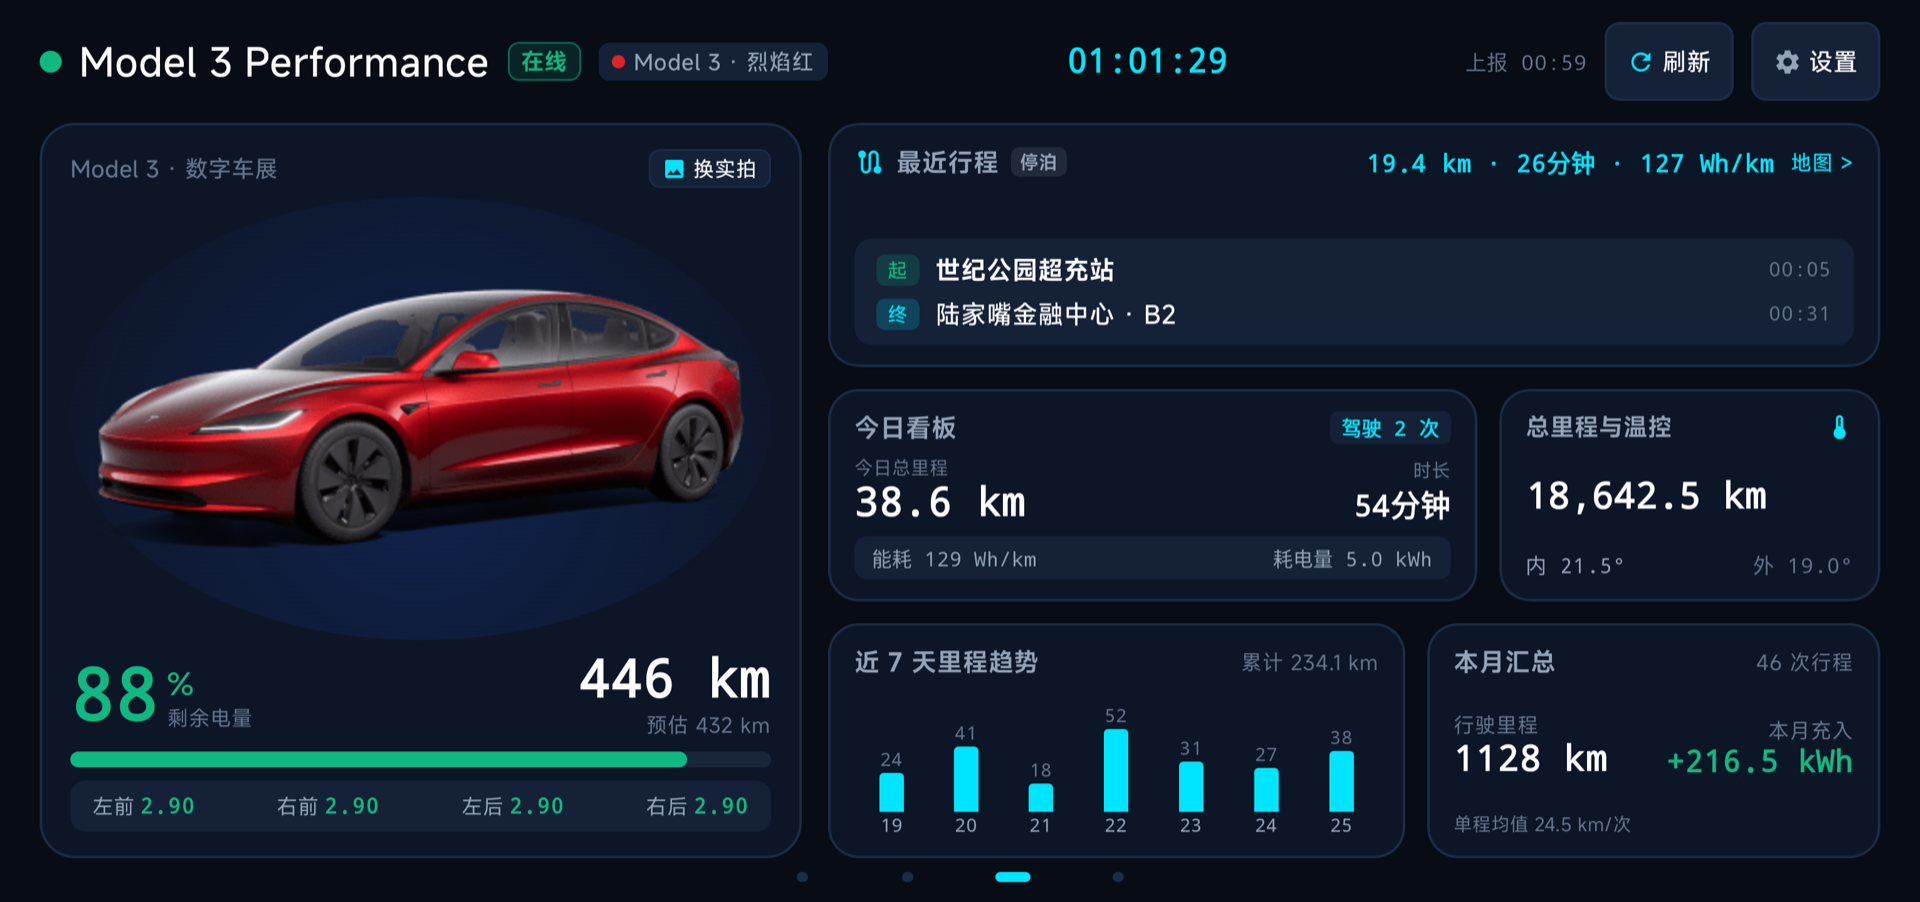 Model 3 Performance 在线 Model 3 · 烈焰红 01:01:29 上报 00:59 刷新 设置
Model 3 · 数字车展 换实拍
88 % 剩余电量
446 km
预估 432 km
左前 2.90 右前 2.90 左后 2.90 右后 2.90
最近行程 停泊 19.4 km · 26分钟 · 127 Wh/km 地图 >
起 世纪公园超充站 00:05
终 陆家嘴金融中心 · B2 00:31
今日看板 驾驶 2 次
今日总里程 时长
38.6 km 54分钟
能耗 129 Wh/km 耗电量 5.0 kWh
总里程与温控
18,642.5 km
内 21.5° 外 19.0°
近 7 天里程趋势 累计 234.1 km
24 41 18 52 31 27 38
19 20 21 22 23 24 25
本月汇总 46 次行程
行驶里程 本月充入
1128 km +216.5 kWh
单程均值 24.5 km/次